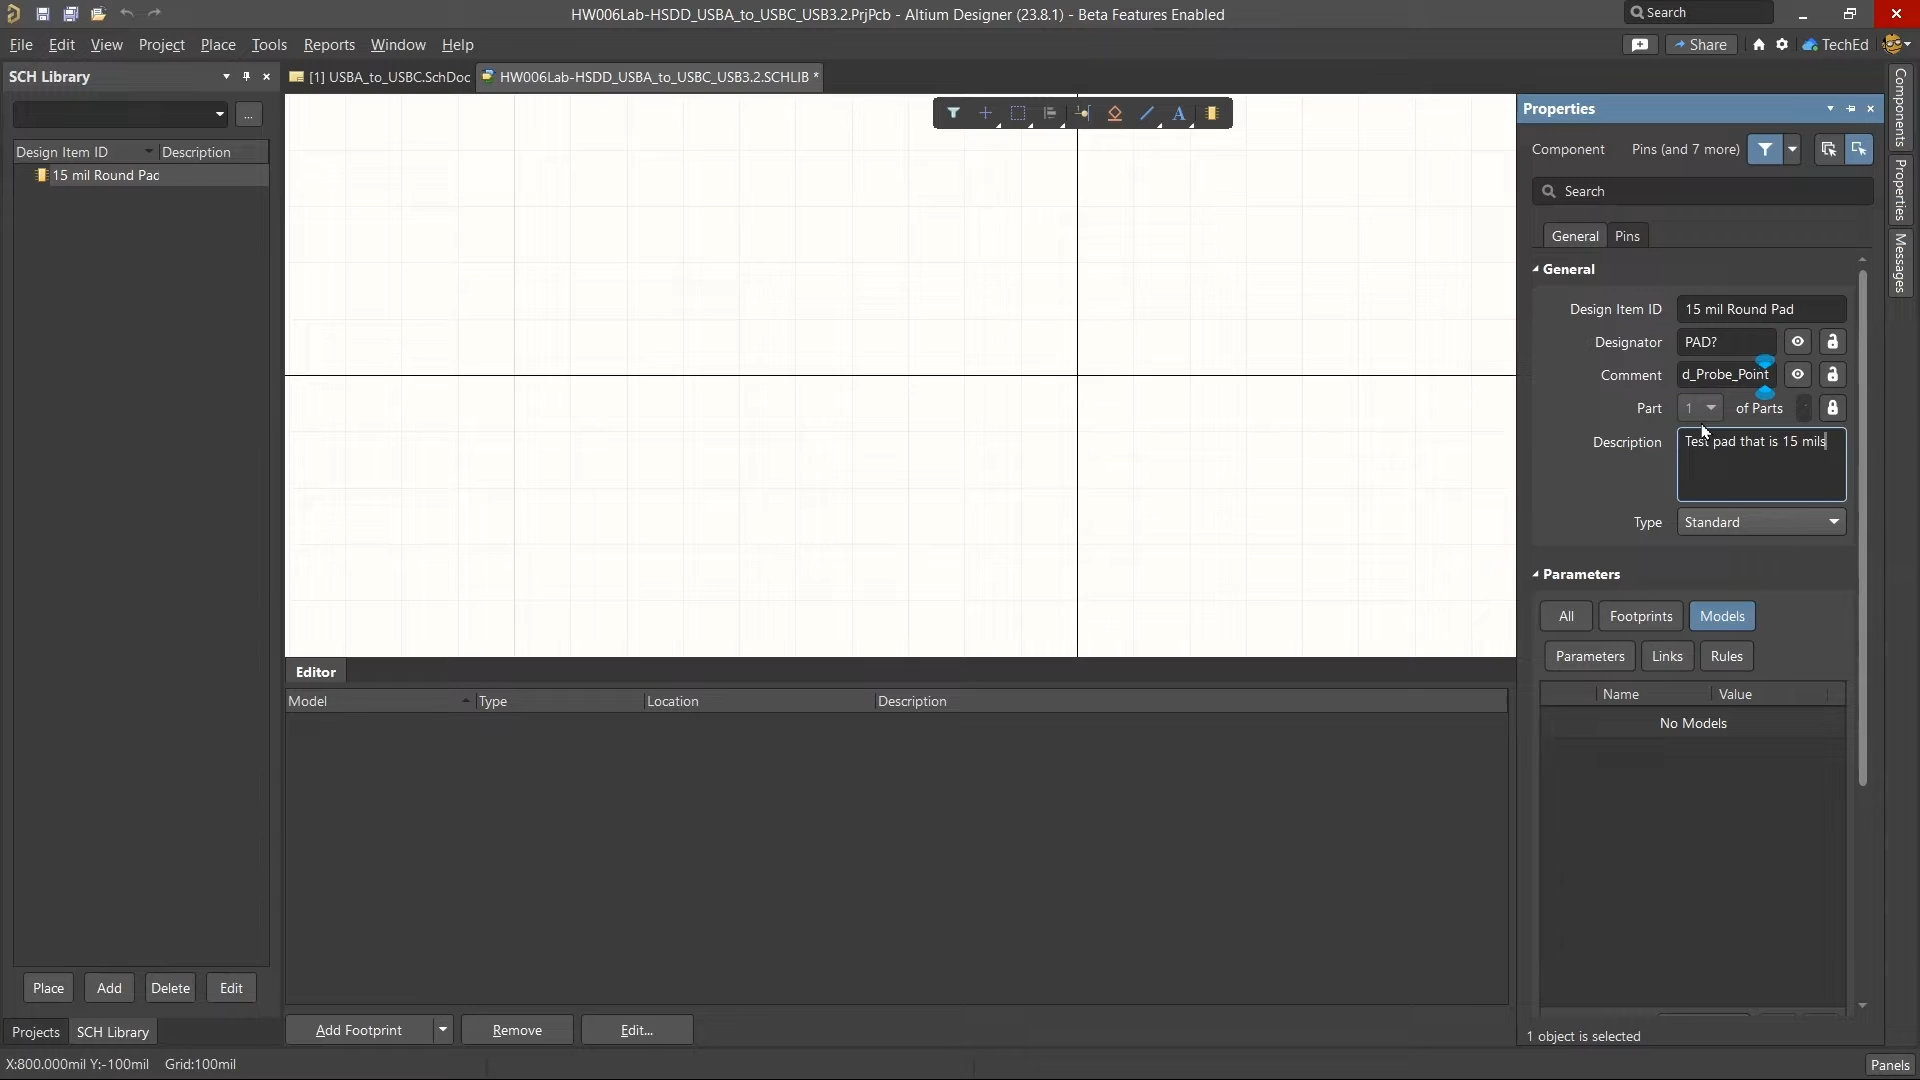 HW006Lab-HSDD_USBA_to_USBC_USB3.2.PrjPcb - Altium Designer (23.8.1) - Beta Features Enabled
Search
File Edit View Project Place Tools Reports Window Help
Share
TechEd
SCH Library
[1] USBA_to_USBC.SchDoc
HW006Lab-HSDD_USBA_to_USBC_USB3.2.SCHLIB *
...
Design Item ID
Description
15 mil Round Pad
Place
Add
Delete
Edit
Projects
SCH Library
A
Editor
Model
Type
Location
Description
Add Footprint
Remove
Edit...
Properties
Component
Pins (and 7 more)
Search
General
Pins
General
Design Item ID 15 mil Round Pad
Designator PAD?
Comment d_Probe_Point
Part 1 of Parts
Description Test pad that is 15 mils
Type Standard
Parameters
All Footprints Models
Parameters Links Rules
Name Value
No Models
1 object is selected
Components
Properties
Messages
X:800.000mil Y:-100mil Grid:100mil
Panels